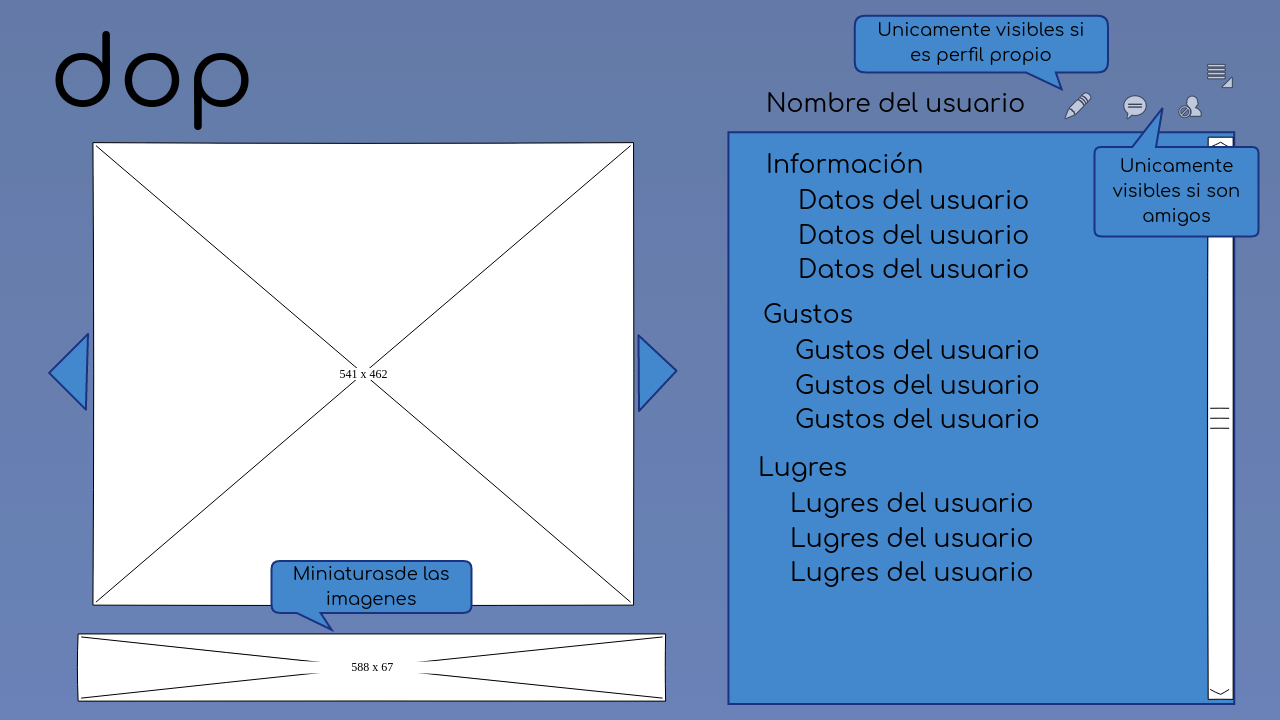 dop
Unicamente visibles si
es perfil propio
Nombre del usuario
Unicamente
visibles si son
amigos
Información
Datos del usuario
Datos del usuario
Datos del usuario
Gustos
Gustos del usuario
Gustos del usuario
Gustos del usuario
Lugres
Lugres del usuario
Lugres del usuario
Lugres del usuario
541 x 462
Miniaturasde las
imagenes
588 x 67